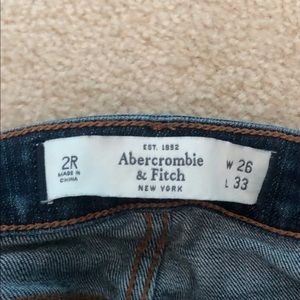 2R
MADE IN
CHINA
EST. 1892
Abercrombie
& Fitch
NEW YORK
W 26
L 33